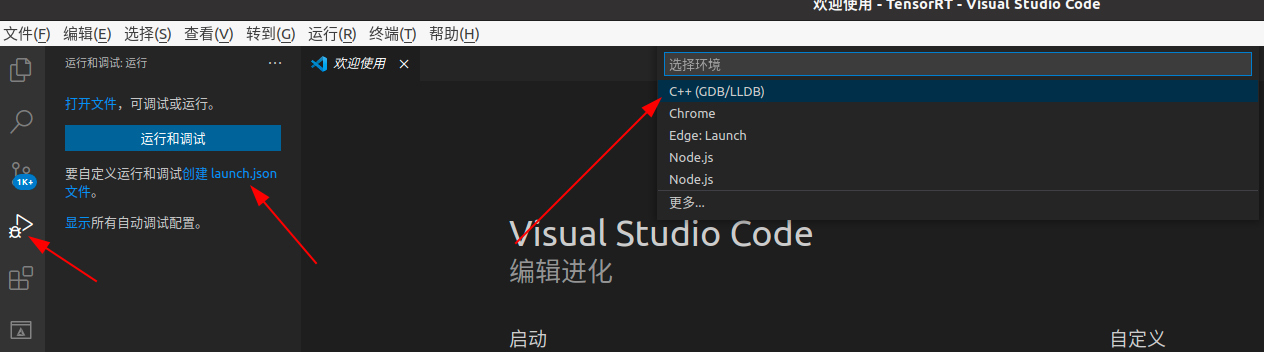 欢迎使用 - TensorRT - Visual Studio Code
文件(F) 编辑(E) 选择(S) 查看(V) 转到(G) 运行(R) 终端(T) 帮助(H)
运行和调试: 运行 ···
打开文件，可调试或运行。
运行和调试
要自定义运行和调试创建 launch.json
文件。
显示所有自动调试配置。
1K+
欢迎使用
选择环境
C++ (GDB/LLDB)
Chrome
Edge: Launch
Node.js
Node.js
更多...
Visual Studio Code
编辑进化
启动
自定义